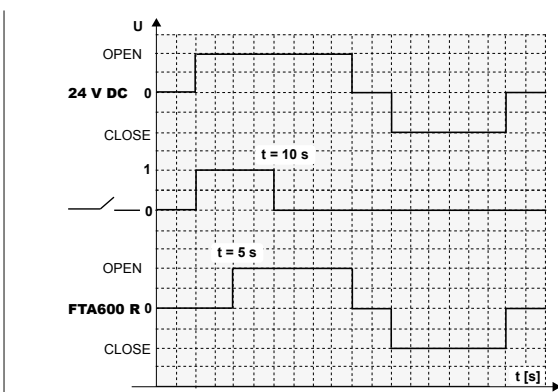 U
OPEN
24 V DC 0
CLOSE
t = 10 s
1
0
t = 5 s
OPEN
FTA600 R 0
CLOSE
t [s]